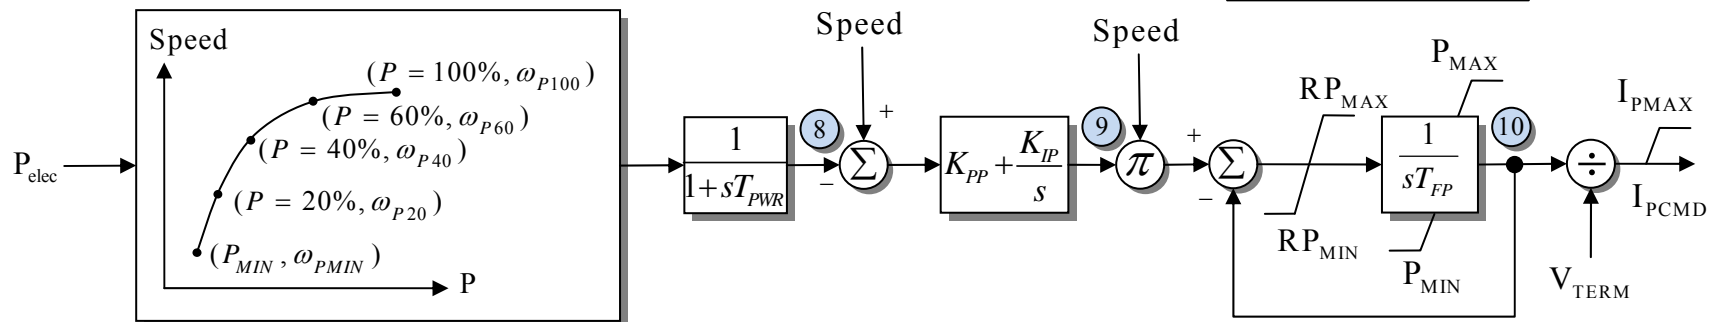 P_elec
Speed
(P = 100%, ω_P100)
(P = 60%, ω_P60)
(P = 40%, ω_P40)
(P = 20%, ω_P20)
(P_MIN, ω_PMIN)
P
1
1+sT_PWR
8
Speed
+
−
Σ
K_PP + K_IP
s
9
Speed
π
+
−
Σ
RP_MAX
RP_MIN
P_MAX
1
sT_FP
P_MIN
10
÷
V_TERM
I_PMAX
I_PCMD